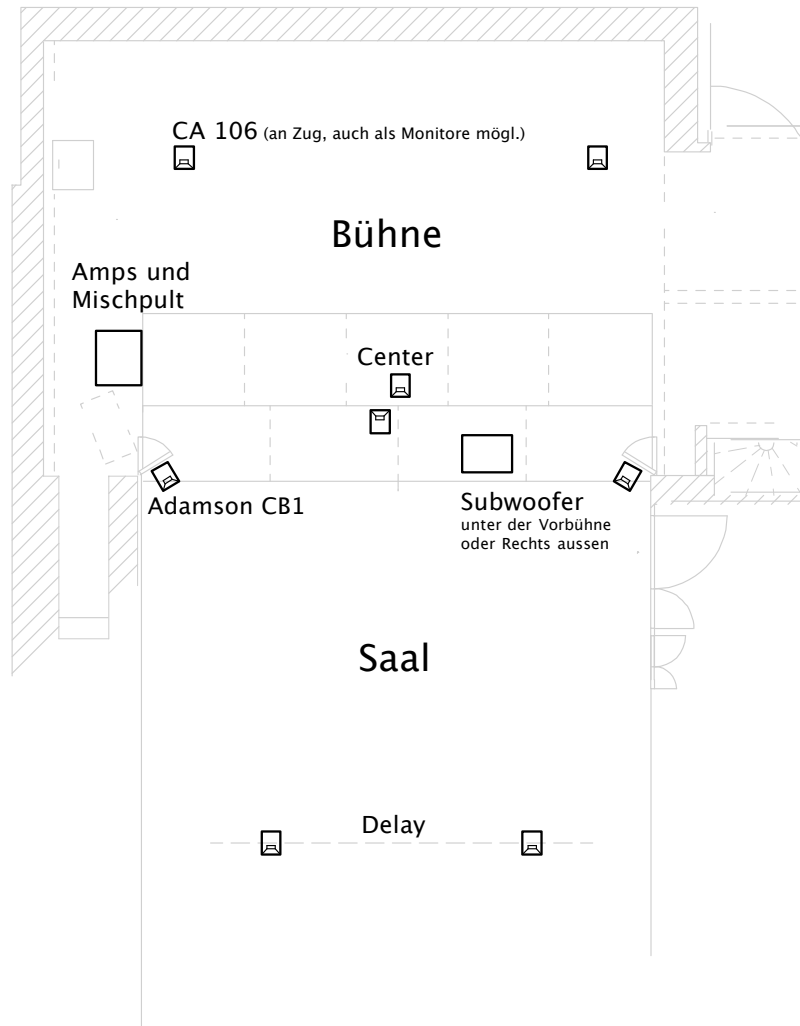 CA 106 (an Zug, auch als Monitore mögl.)
Bühne
Amps und
Mischpult
Center
Adamson CB1
Subwoofer
unter der Vorbühne
oder Rechts aussen
Saal
Delay